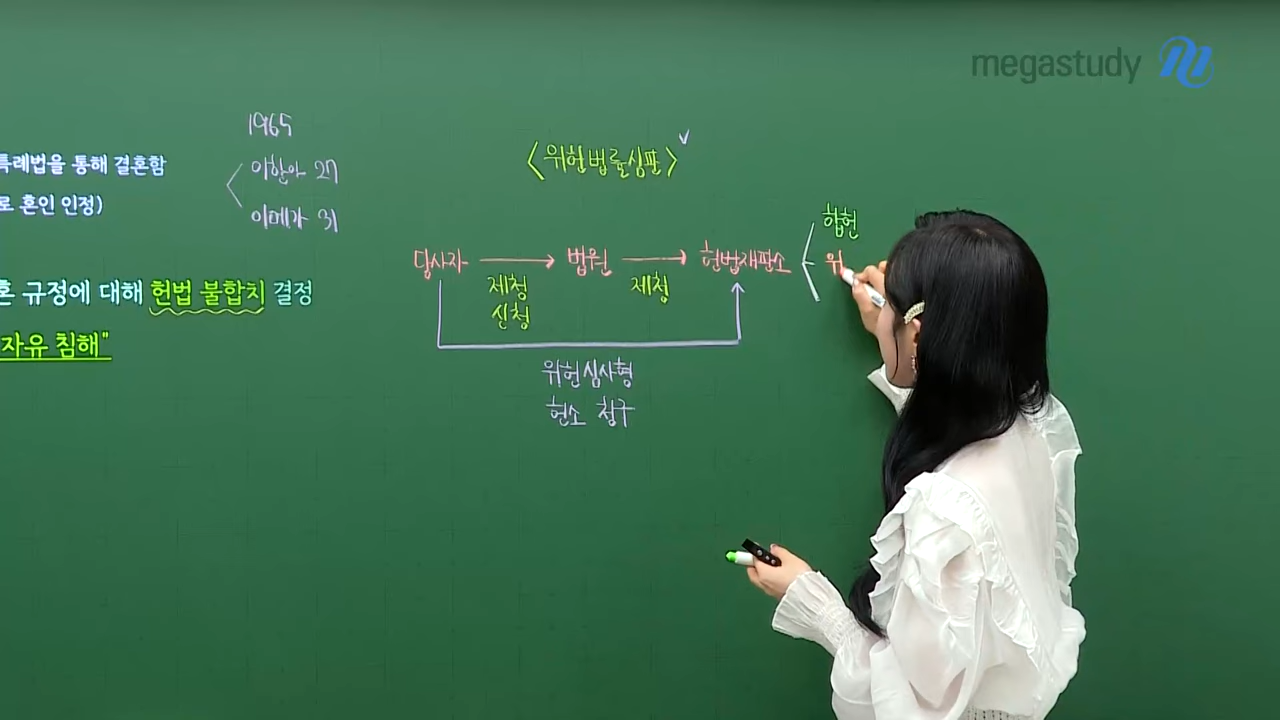 megastudy
1965
특례법을 통해 결혼함
이한아 27
로 혼인 인정)
이메가 31
<위헌법률심판>
합헌
당사자 → 법원 → 헌법재판소
위
제청
신청
제청
혼 규정에 대해 헌법 불합치 결정
자유 침해"
위헌심사형
헌소 청구